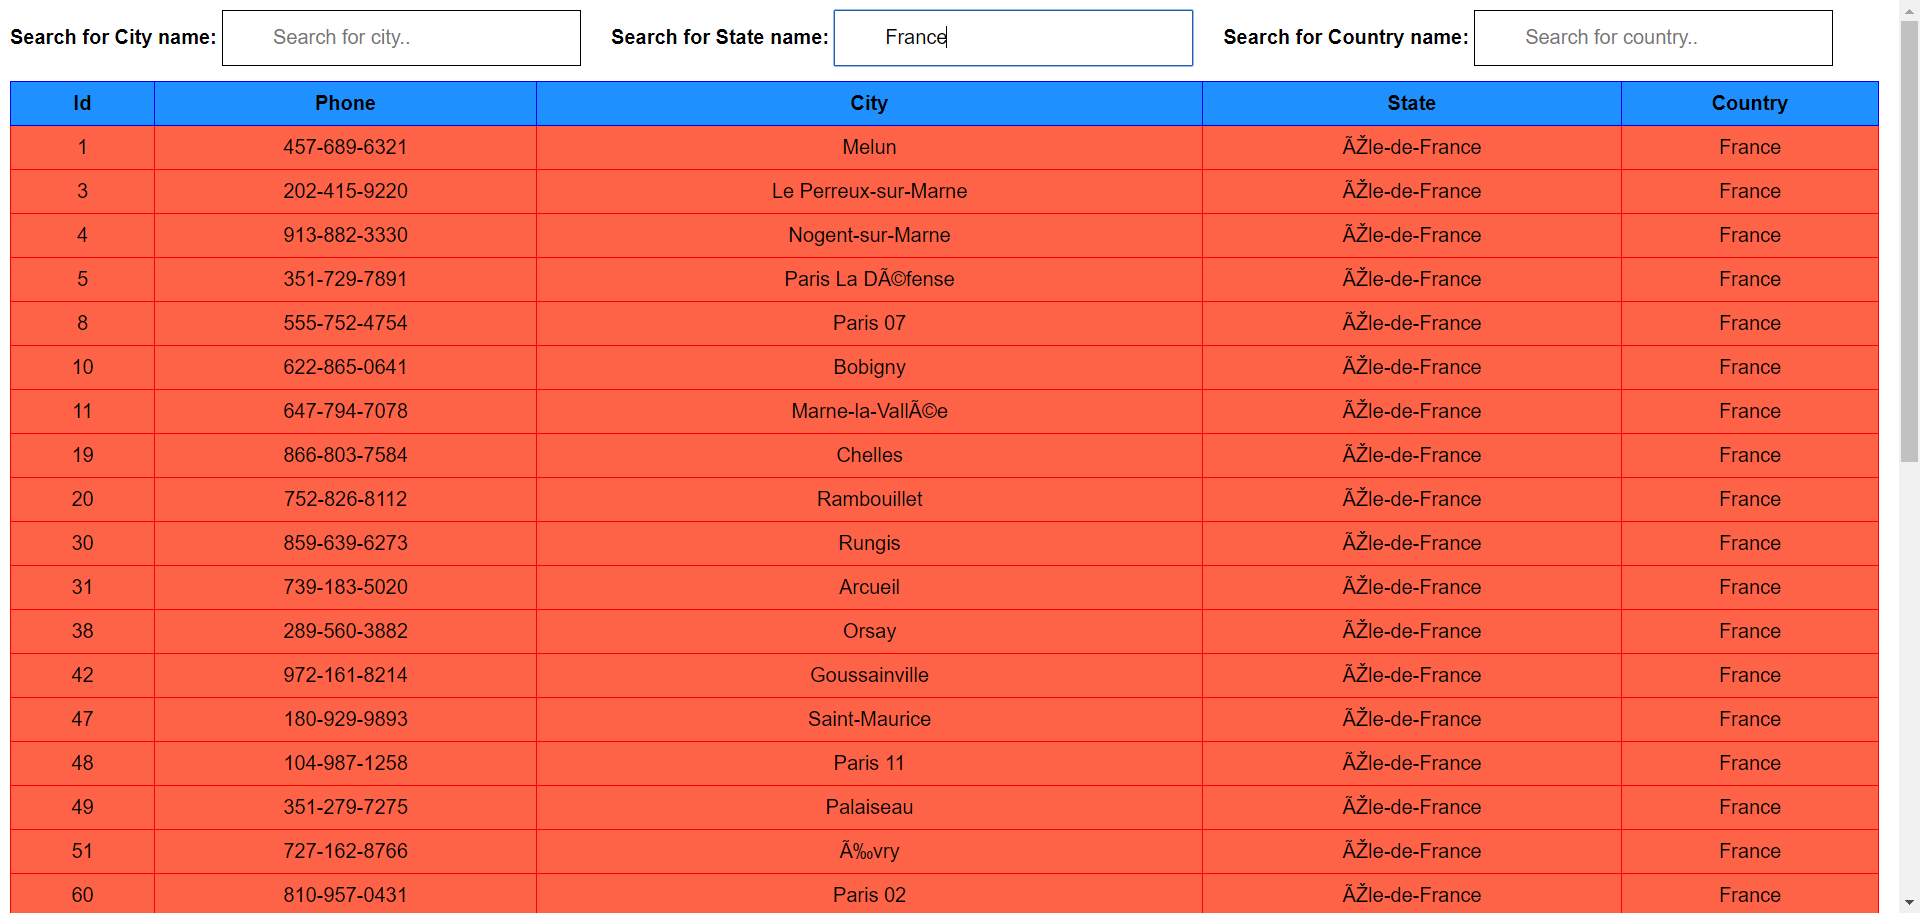 Search for City name: Search for city.. Search for State name: France Search for Country name: Search for country..
Id Phone City State Country
1 457-689-6321 Melun ÃŽle-de-France France
3 202-415-9220 Le Perreux-sur-Marne ÃŽle-de-France France
4 913-882-3330 Nogent-sur-Marne ÃŽle-de-France France
5 351-729-7891 Paris La DÃ©fense ÃŽle-de-France France
8 555-752-4754 Paris 07 ÃŽle-de-France France
10 622-865-0641 Bobigny ÃŽle-de-France France
11 647-794-7078 Marne-la-VallÃ©e ÃŽle-de-France France
19 866-803-7584 Chelles ÃŽle-de-France France
20 752-826-8112 Rambouillet ÃŽle-de-France France
30 859-639-6273 Rungis ÃŽle-de-France France
31 739-183-5020 Arcueil ÃŽle-de-France France
38 289-560-3882 Orsay ÃŽle-de-France France
42 972-161-8214 Goussainville ÃŽle-de-France France
47 180-929-9893 Saint-Maurice ÃŽle-de-France France
48 104-987-1258 Paris 11 ÃŽle-de-France France
49 351-279-7275 Palaiseau ÃŽle-de-France France
51 727-162-8766 Ã‰vry ÃŽle-de-France France
60 810-957-0431 Paris 02 ÃŽle-de-France France